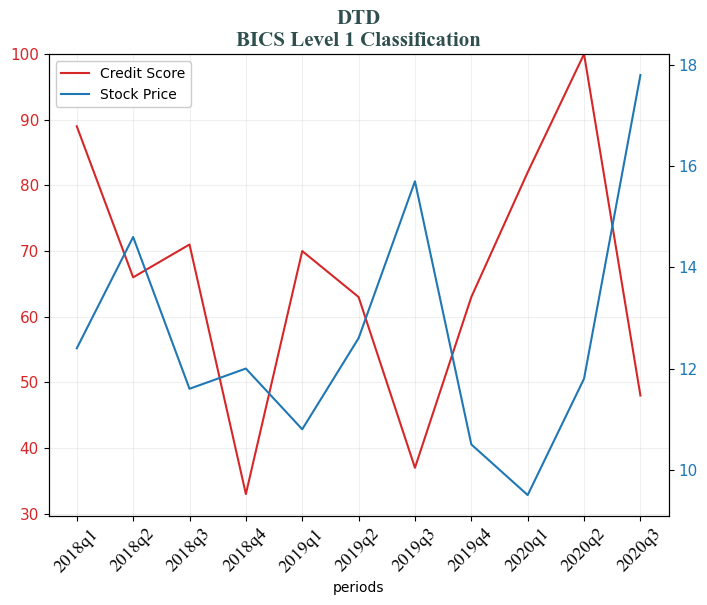 DTD
BICS Level 1 Classification
Credit Score
Stock Price
100
90
80
70
60
50
40
30
18
16
14
12
10
2018q1
2018q2
2018q3
2018q4
2019q1
2019q2
2019q3
2019q4
2020q1
2020q2
2020q3
periods